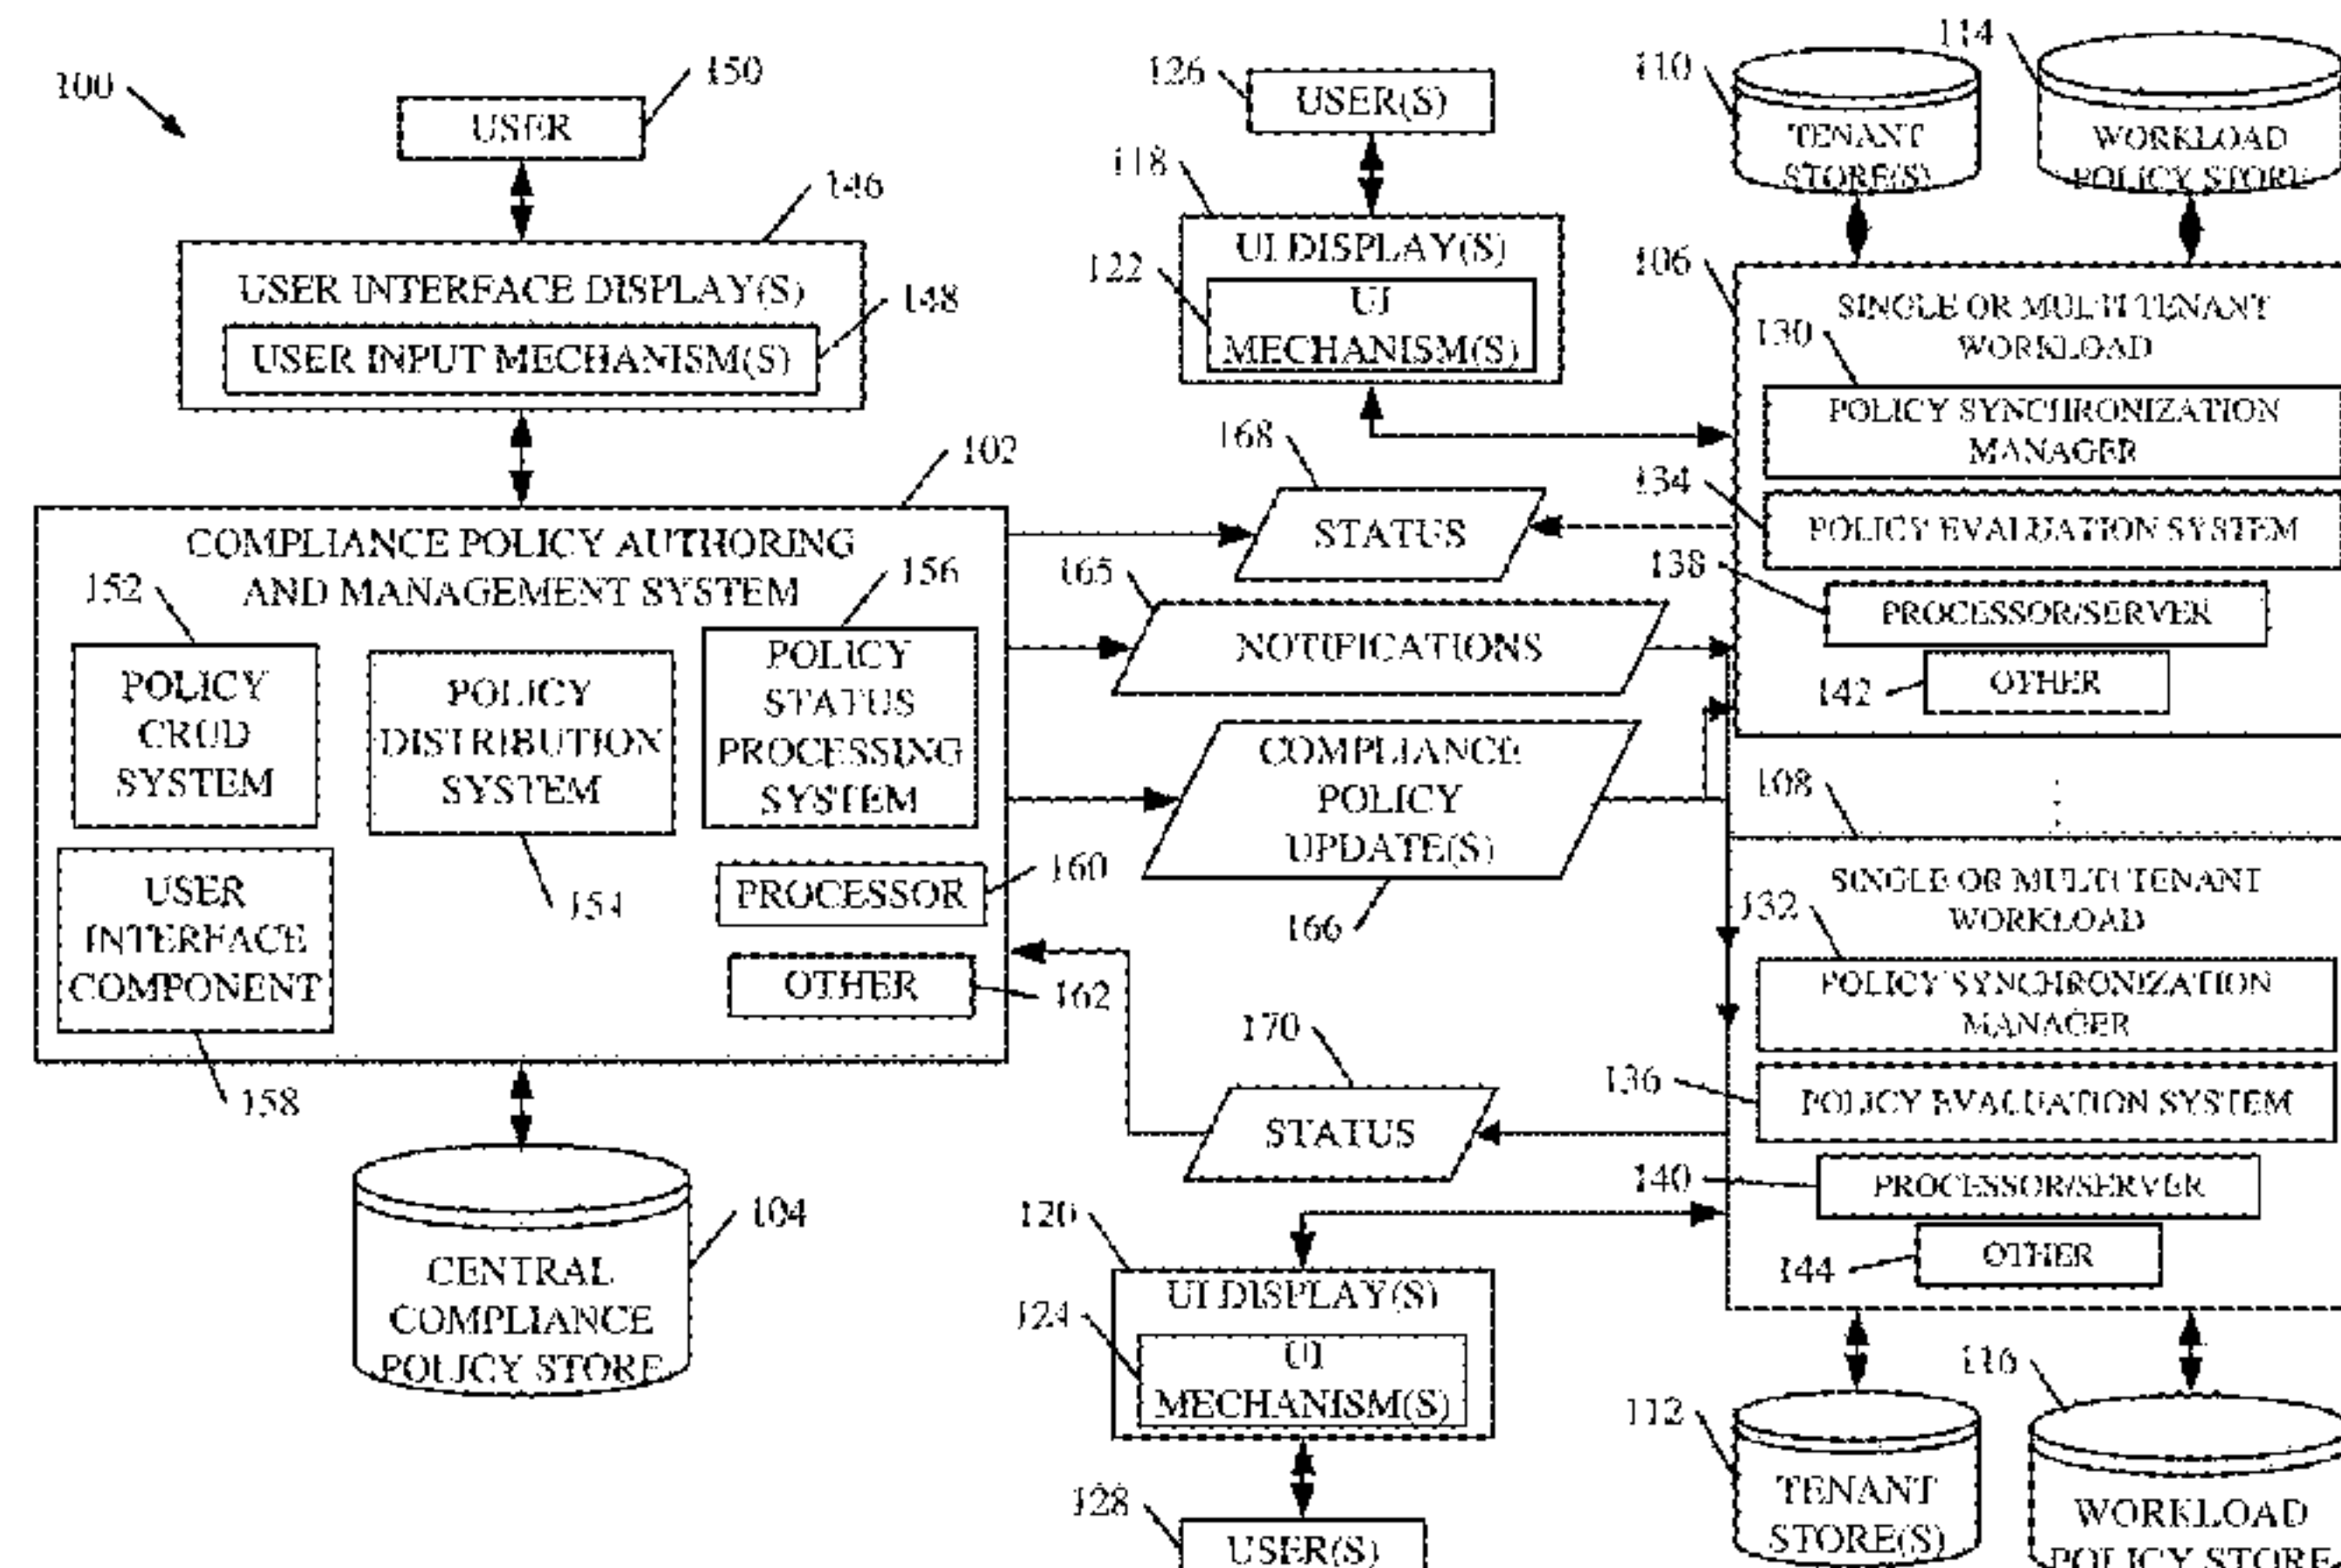 100
150
USER
146
USER INTERFACE DISPLAY(S)
148
USER INPUT MECHANISM(S)
102
COMPLIANCE POLICY AUTHORING
AND MANAGEMENT SYSTEM
152
156
POLICY
CRUD
SYSTEM
POLICY
DISTRIBUTION
SYSTEM
POLICY
STATUS
PROCESSING
SYSTEM
154
USER
INTERFACE
COMPONENT
PROCESSOR
160
OTHER
162
158
104
CENTRAL
COMPLIANCE
POLICY STORE
126
USER(S)
118
UI DISPLAY(S)
122
UI
MECHANISM(S)
168
STATUS
165
NOTIFICATIONS
COMPLIANCE
POLICY
UPDATE(S)
166
170
STATUS
120
UI DISPLAY(S)
124
UI
MECHANISM(S)
128
USER(S)
110
TENANT
STORE(S)
114
WORKLOAD
POLICY STORE
106
SINGLE OR MULTI TENANT
WORKLOAD
130
POLICY SYNCHRONIZATION
MANAGER
134
POLICY EVALUATION SYSTEM
138
PROCESSOR/SERVER
142
OTHER
108
SINGLE OR MULTI TENANT
WORKLOAD
132
POLICY SYNCHRONIZATION
MANAGER
136
POLICY EVALUATION SYSTEM
140
PROCESSOR/SERVER
144
OTHER
112
TENANT
STORE(S)
116
WORKLOAD
POLICY STORE